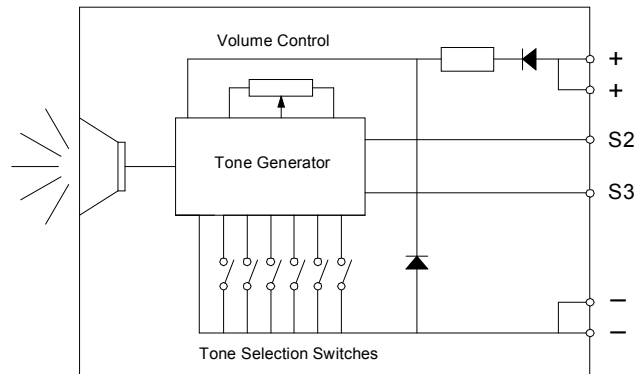 Volume Control
+
+
S2
Tone Generator
S3
−
−
Tone Selection Switches